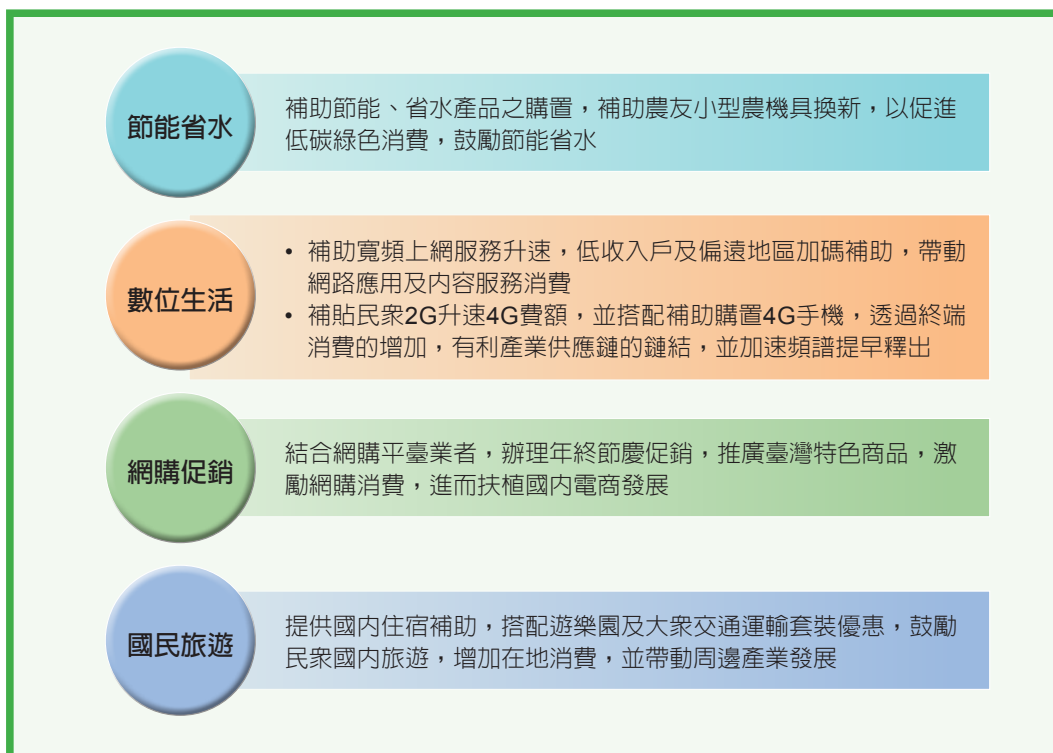 節能省水
補助節能、省水產品之購置，補助農友小型農機具換新，以促進
低碳綠色消費，鼓勵節能省水
數位生活
• 補助寬頻上網服務升速，低收入戶及偏遠地區加碼補助，帶動
網路應用及內容服務消費
• 補貼民眾2G升速4G費額，並搭配補助購置4G手機，透過終端
消費的增加，有利產業供應鏈的鏈結，並加速頻譜提早釋出
網購促銷
結合網購平臺業者，辦理年終節慶促銷，推廣臺灣特色商品，激
勵網購消費，進而扶植國內電商發展
國民旅遊
提供國內住宿補助，搭配遊樂園及大眾交通運輸套裝優惠，鼓勵
民眾國內旅遊，增加在地消費，並帶動周邊產業發展